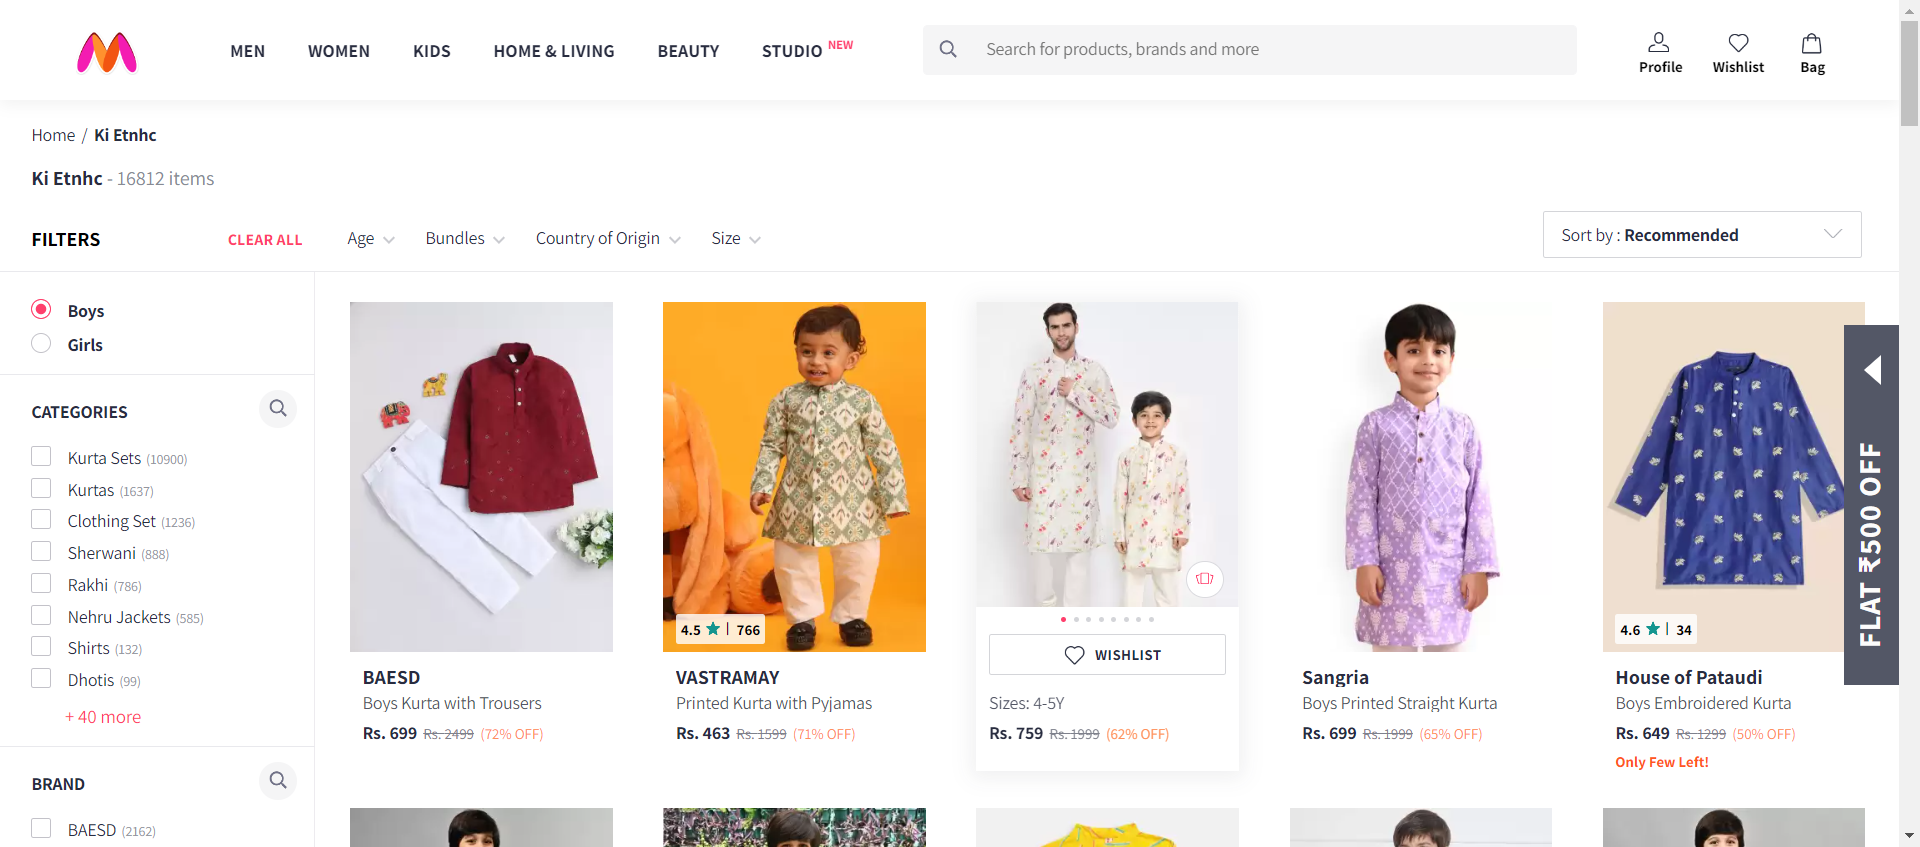 MEN
WOMEN
KIDS
HOME & LIVING
BEAUTY
STUDIO NEW
Search for products, brands and more
Profile
Wishlist
Bag
Home / Ki Etnhc
Ki Etnhc - 16812 items
FILTERS
CLEAR ALL
Age
Bundles
Country of Origin
Size
Sort by : Recommended
Boys
Girls
CATEGORIES
Kurta Sets (10900)
Kurtas (1637)
Clothing Set (1236)
Sherwani (888)
Rakhi (786)
Nehru Jackets (585)
Shirts (132)
Dhotis (99)
+ 40 more
BRAND
BAESD (2162)
BAESD
Boys Kurta with Trousers
Rs. 699 Rs. 2499 (72% OFF)
4.5 | 766
VASTRAMAY
Printed Kurta with Pyjamas
Rs. 463 Rs. 1599 (71% OFF)
WISHLIST
Sizes: 4-5Y
Rs. 759 Rs. 1999 (62% OFF)
Sangria
Boys Printed Straight Kurta
Rs. 699 Rs. 1999 (65% OFF)
4.6 | 34
House of Pataudi
Boys Embroidered Kurta
Rs. 649 Rs. 1299 (50% OFF)
Only Few Left!
FLAT ₹500 OFF